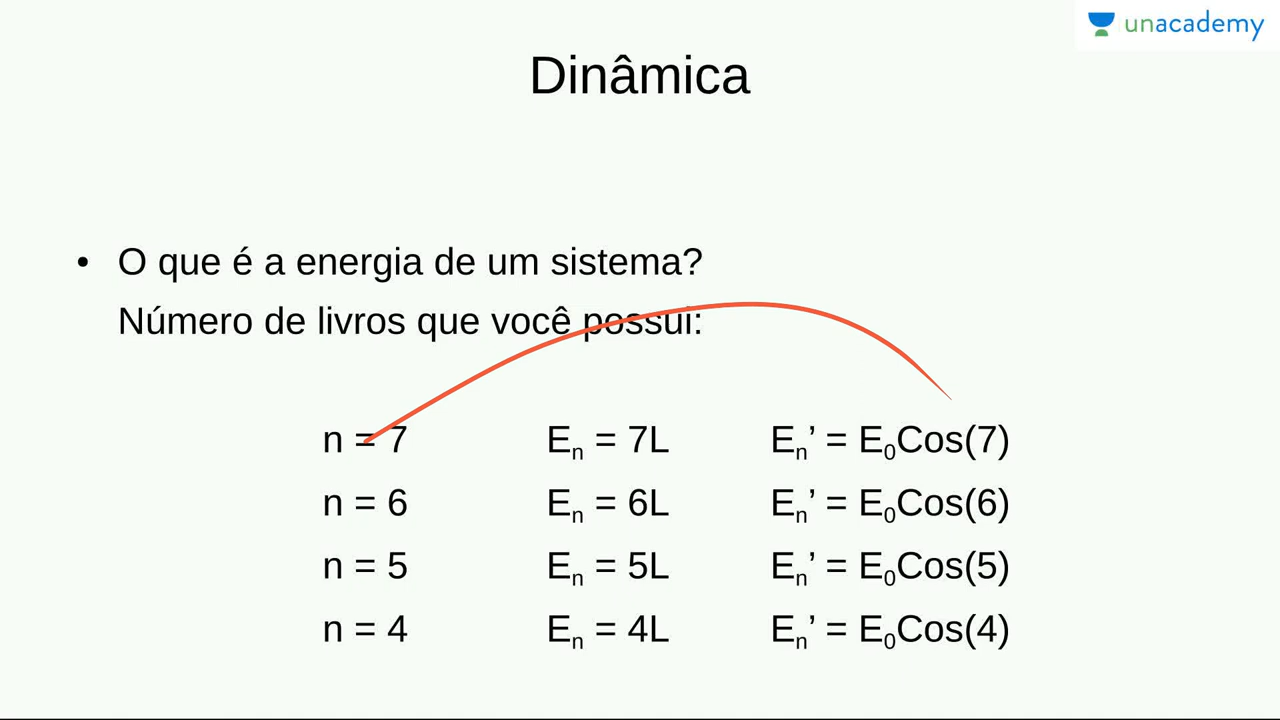 unacademy
Dinâmica
• O que é a energia de um sistema?
Número de livros que você possui:
n = 7 Eₙ = 7L Eₙ’ = E₀Cos(7)
n = 6 Eₙ = 6L Eₙ’ = E₀Cos(6)
n = 5 Eₙ = 5L Eₙ’ = E₀Cos(5)
n = 4 Eₙ = 4L Eₙ’ = E₀Cos(4)